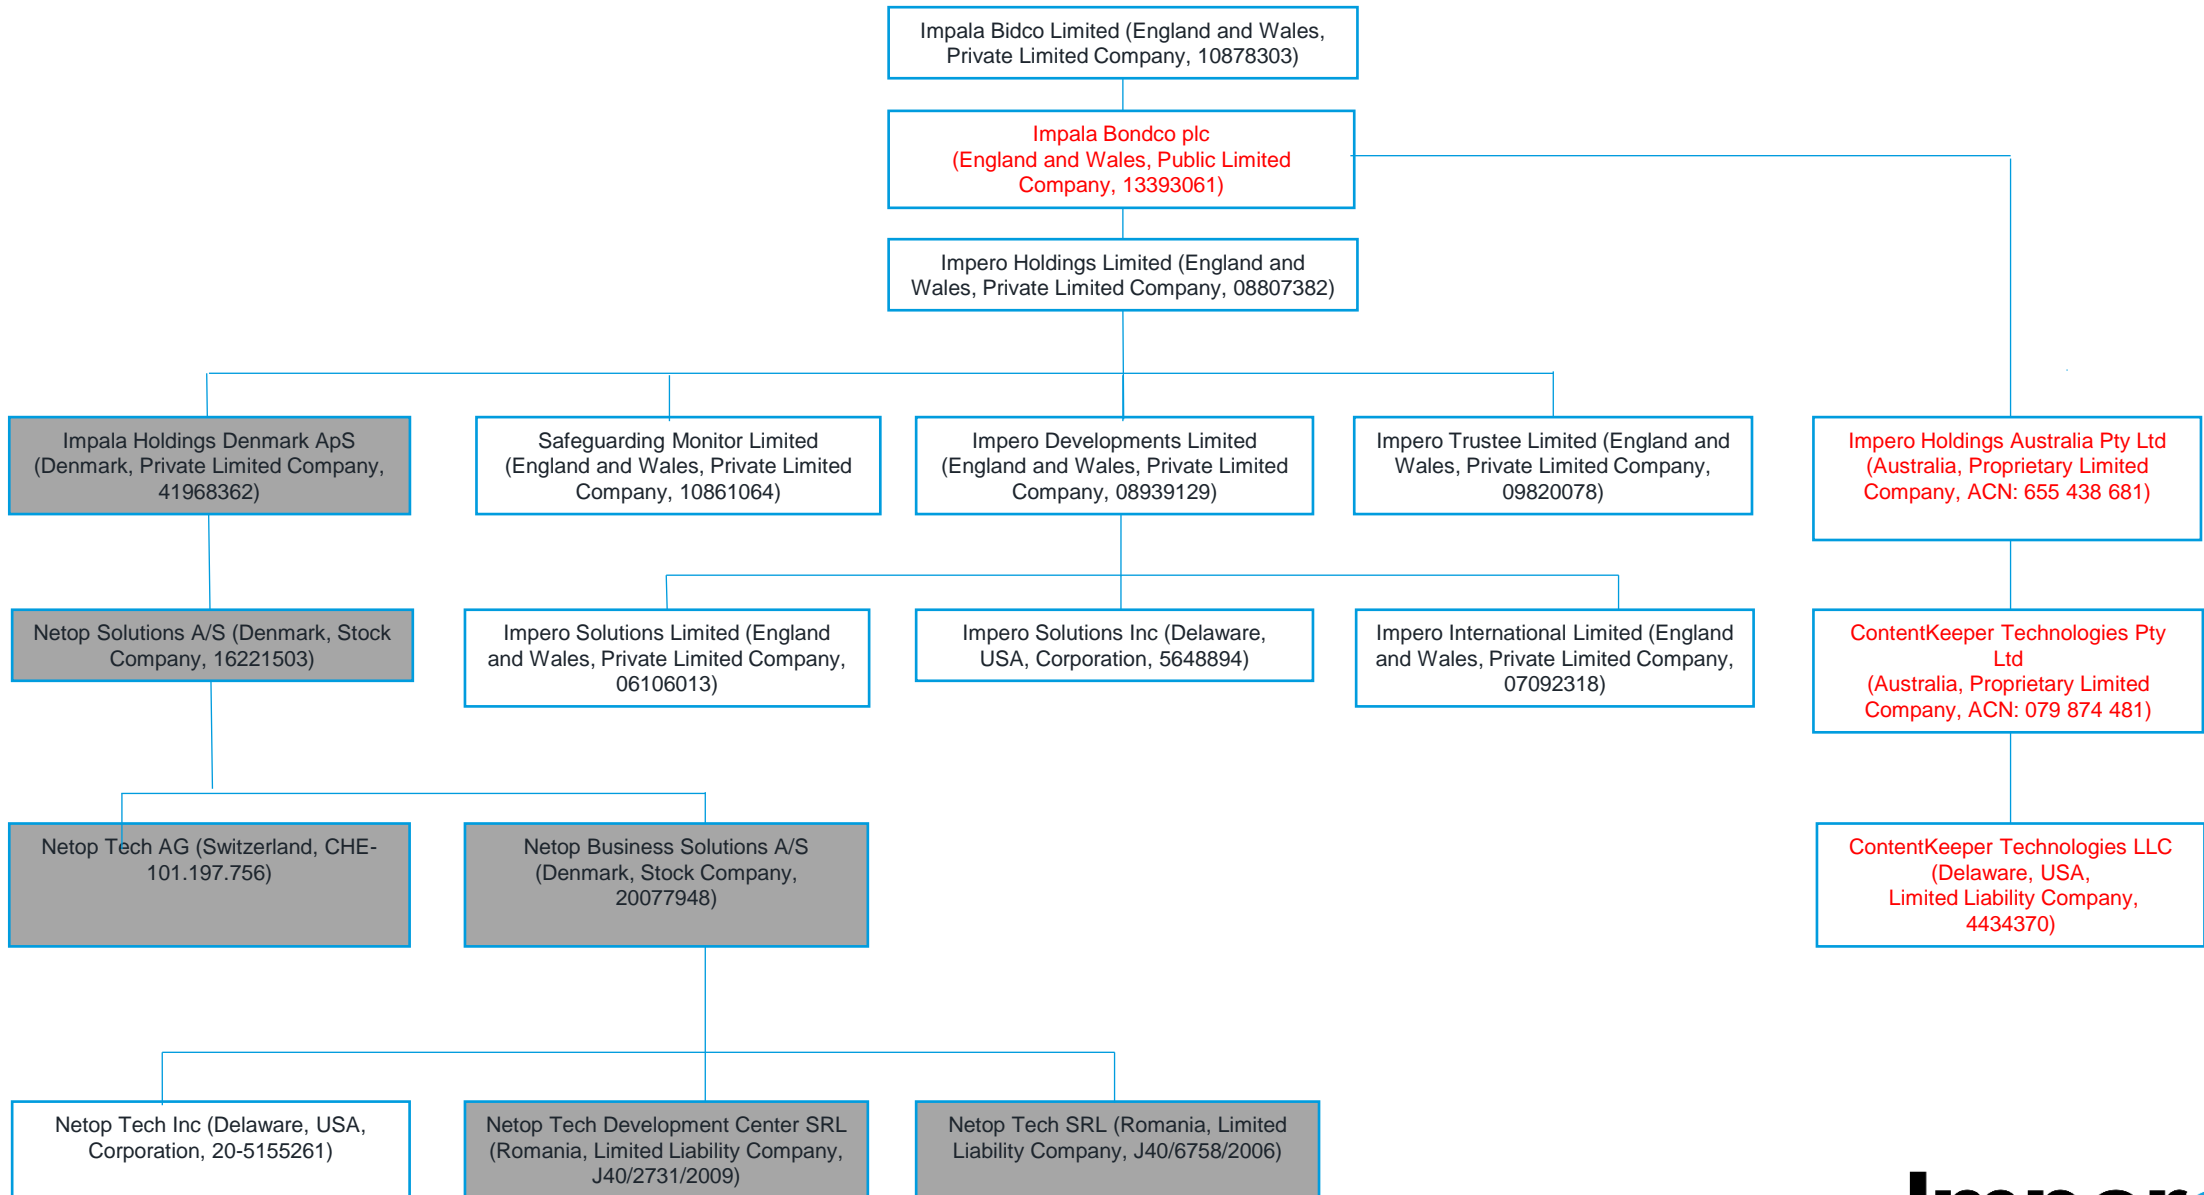 Impala Bidco Limited (England and Wales,
Private Limited Company, 10878303)
Impala Bondco plc
(England and Wales, Public Limited
Company, 13393061)
Impero Holdings Limited (England and
Wales, Private Limited Company, 08807382)
Impala Holdings Denmark ApS
(Denmark, Private Limited Company,
41968362)
Safeguarding Monitor Limited
(England and Wales, Private Limited
Company, 10861064)
Impero Developments Limited
(England and Wales, Private Limited
Company, 08939129)
Impero Trustee Limited (England and
Wales, Private Limited Company,
09820078)
Impero Holdings Australia Pty Ltd
(Australia, Proprietary Limited
Company, ACN: 655 438 681)
Netop Solutions A/S (Denmark, Stock
Company, 16221503)
Impero Solutions Limited (England
and Wales, Private Limited Company,
06106013)
Impero Solutions Inc (Delaware,
USA, Corporation, 5648894)
Impero International Limited (England
and Wales, Private Limited Company,
07092318)
ContentKeeper Technologies Pty
Ltd
(Australia, Proprietary Limited
Company, ACN: 079 874 481)
Netop Tech AG (Switzerland, CHE-
101.197.756)
Netop Business Solutions A/S
(Denmark, Stock Company,
20077948)
ContentKeeper Technologies LLC
(Delaware, USA,
Limited Liability Company,
4434370)
Netop Tech Inc (Delaware, USA,
Corporation, 20-5155261)
Netop Tech Development Center SRL
(Romania, Limited Liability Company,
J40/2731/2009)
Netop Tech SRL (Romania, Limited
Liability Company, J40/6758/2006)